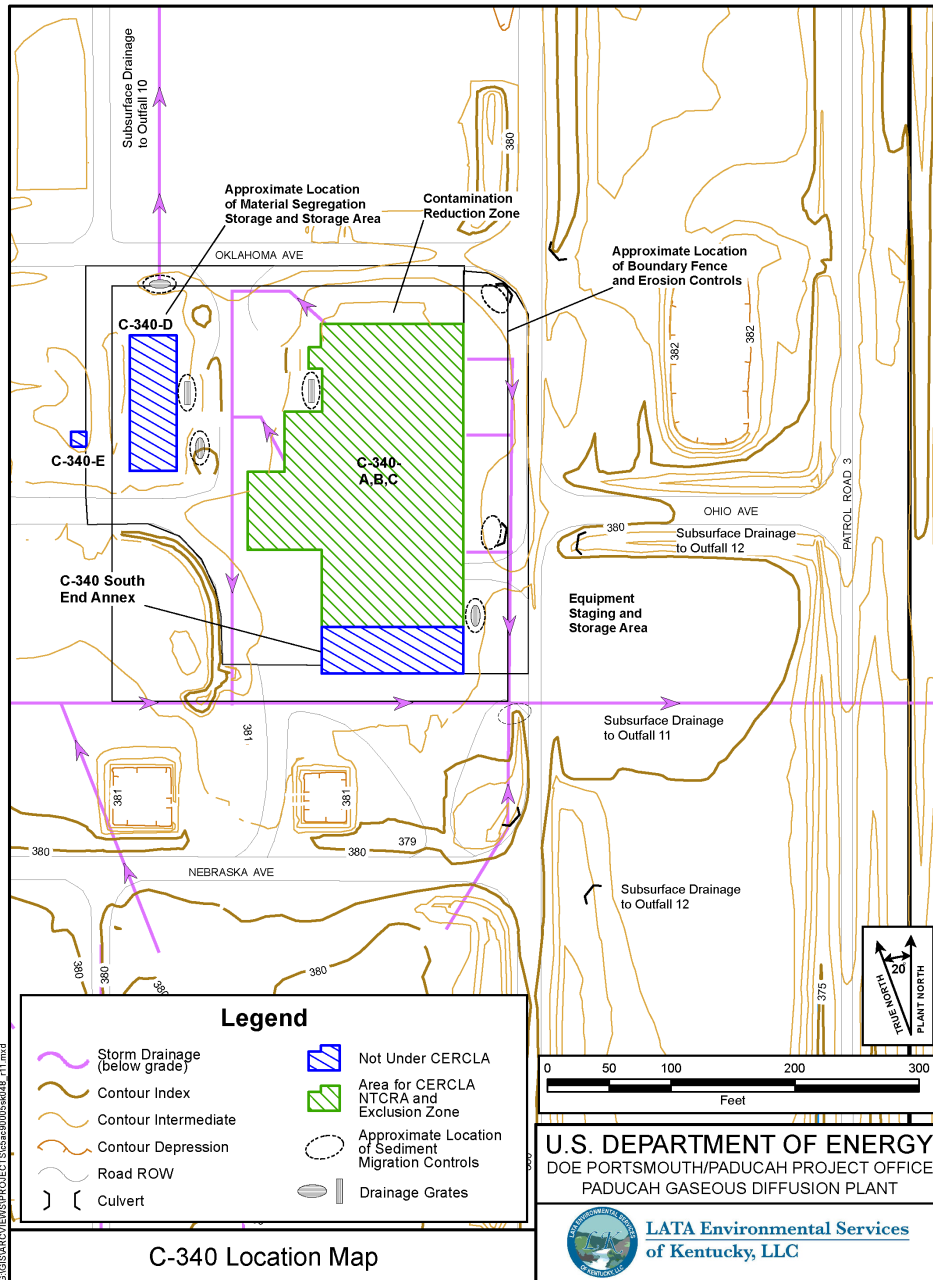 Subsurface Drainage
to Outfall 10
380
Approximate Location
of Material Segregation
Storage and Storage Area
Contamination
Reduction Zone
OKLAHOMA AVE
Approximate Location
of Boundary Fence
and Erosion Controls
C-340-D
382
382
C-340-E
C-340-
A,B,C
PATROL ROAD 3
OHIO AVE
380
Subsurface Drainage
to Outfall 12
C-340 South
End Annex
Equipment
Staging and
Storage Area
Subsurface Drainage
to Outfall 11
381
381
381
380
380
379
NEBRASKA AVE
Subsurface Drainage
to Outfall 12
380
380
380
380
375
TRUE NORTH
20°
PLANT NORTH
Legend
Storm Drainage
(below grade)
Contour Index
Contour Intermediate
Contour Depression
Road ROW
Culvert
Not Under CERCLA
Area for CERCLA
NTCRA and
Exclusion Zone
Approximate Location
of Sediment
Migration Controls
Drainage Grates
0 50 100 200 300
Feet
U.S. DEPARTMENT OF ENERGY
DOE PORTSMOUTH/PADUCAH PROJECT OFFICE
PADUCAH GASEOUS DIFFUSION PLANT
LATA ENVIRONMENTAL SERVICES
OF KENTUCKY, LLC
LATA Environmental Services
of Kentucky, LLC
C-340 Location Map